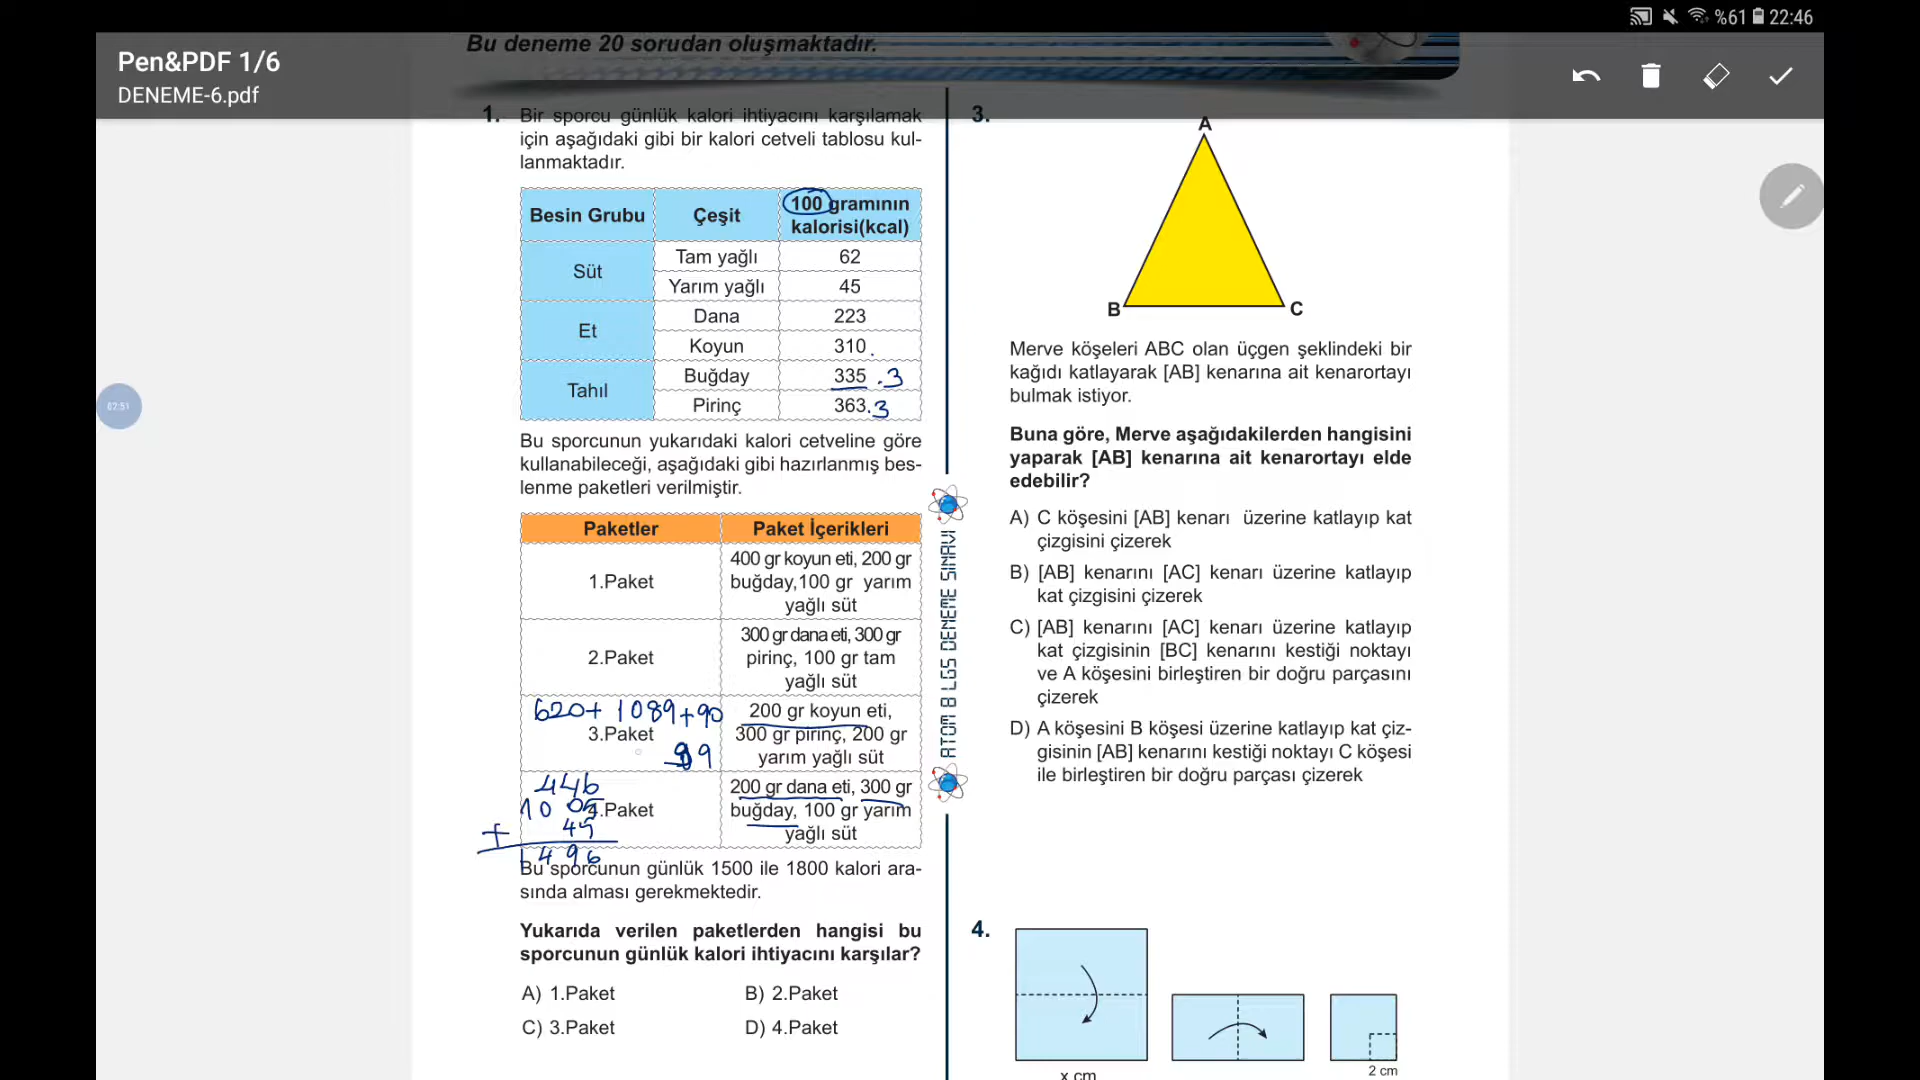 %61 22:46
Pen&PDF 1/6
DENEME-6.pdf
Bu deneme 20 sorudan oluşmaktadır.
07:51
1. Bir sporcu günlük kalori ihtiyacını karşılamak
için aşağıdaki gibi bir kalori cetveli tablosu kul-
lanmaktadır.
Besin Grubu Çeşit 100 gramının
kalorisi(kcal)
Süt Tam yağlı 62
Yarım yağlı 45
Et Dana 223
Koyun 310 .
Tahıl Buğday 335 .3
Pirinç 363 .3
Bu sporcunun yukarıdaki kalori cetveline göre
kullanabileceği, aşağıdaki gibi hazırlanmış bes-
lenme paketleri verilmiştir.
Paketler Paket İçerikleri
1.Paket
400 gr koyun eti, 200 gr
buğday,100 gr yarım
yağlı süt
2.Paket
300 gr dana eti, 300 gr
pirinç, 100 gr tam
yağlı süt
620+ 1089+90
3.Paket
200 gr koyun eti,
300 gr pirinç, 200 gr
yarım yağlı süt
446
1005
4.Paket
+ 45
1496
200 gr dana eti, 300 gr
buğday, 100 gr yarım
yağlı süt
Bu sporcunun günlük 1500 ile 1800 kalori ara-
sında alması gerekmektedir.
Yukarıda verilen paketlerden hangisi bu
sporcunun günlük kalori ihtiyacını karşılar?
A) 1.Paket B) 2.Paket
C) 3.Paket D) 4.Paket
ATOM 8 LGS DENEME SINAVI
3.
A
B C
Merve köşeleri ABC olan üçgen şeklindeki bir
kağıdı katlayarak [AB] kenarına ait kenarortayı
bulmak istiyor.
Buna göre, Merve aşağıdakilerden hangisini
yaparak [AB] kenarına ait kenarortayı elde
edebilir?
A) C köşesini [AB] kenarı üzerine katlayıp kat
çizgisini çizerek
B) [AB] kenarını [AC] kenarı üzerine katlayıp
kat çizgisini çizerek
C) [AB] kenarını [AC] kenarı üzerine katlayıp
kat çizgisinin [BC] kenarını kestiği noktayı
ve A köşesini birleştiren bir doğru parçasını
çizerek
D) A köşesini B köşesi üzerine katlayıp kat çiz-
gisinin [AB] kenarını kestiği noktayı C köşesi
ile birleştiren bir doğru parçası çizerek
4.
x cm
2 cm